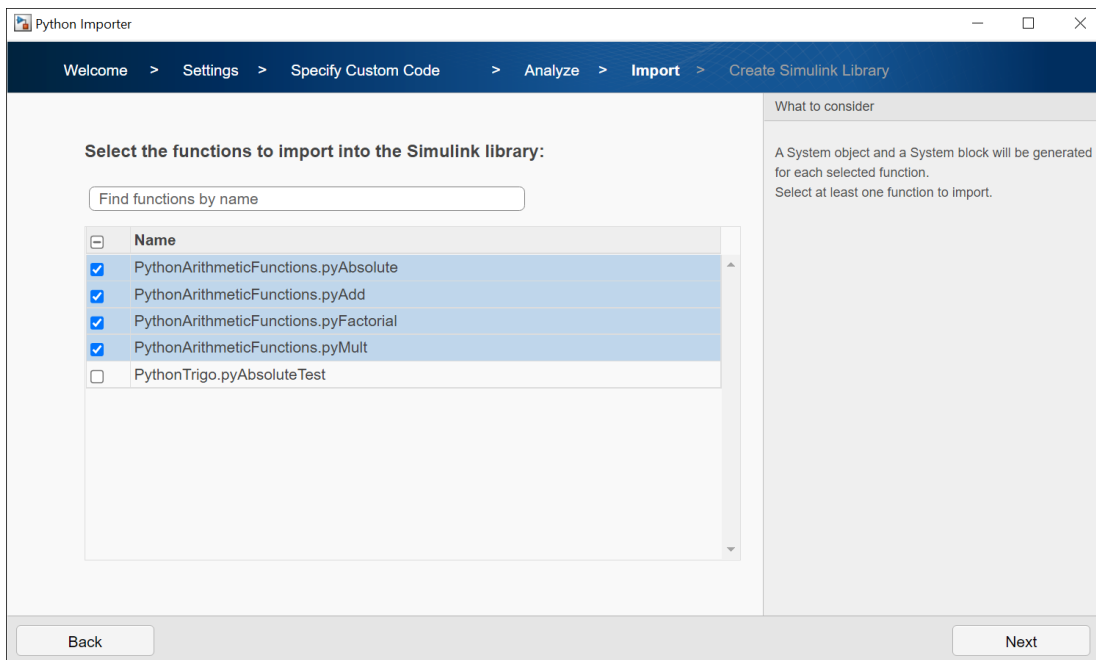 Python Importer
Welcome > Settings > Specify Custom Code > Analyze > Import > Create Simulink Library
What to consider
A System object and a System block will be generated
for each selected function.
Select at least one function to import.
Select the functions to import into the Simulink library:
Find functions by name
Name
PythonArithmeticFunctions.pyAbsolute
PythonArithmeticFunctions.pyAdd
PythonArithmeticFunctions.pyFactorial
PythonArithmeticFunctions.pyMult
PythonTrigo.pyAbsoluteTest
Back
Next